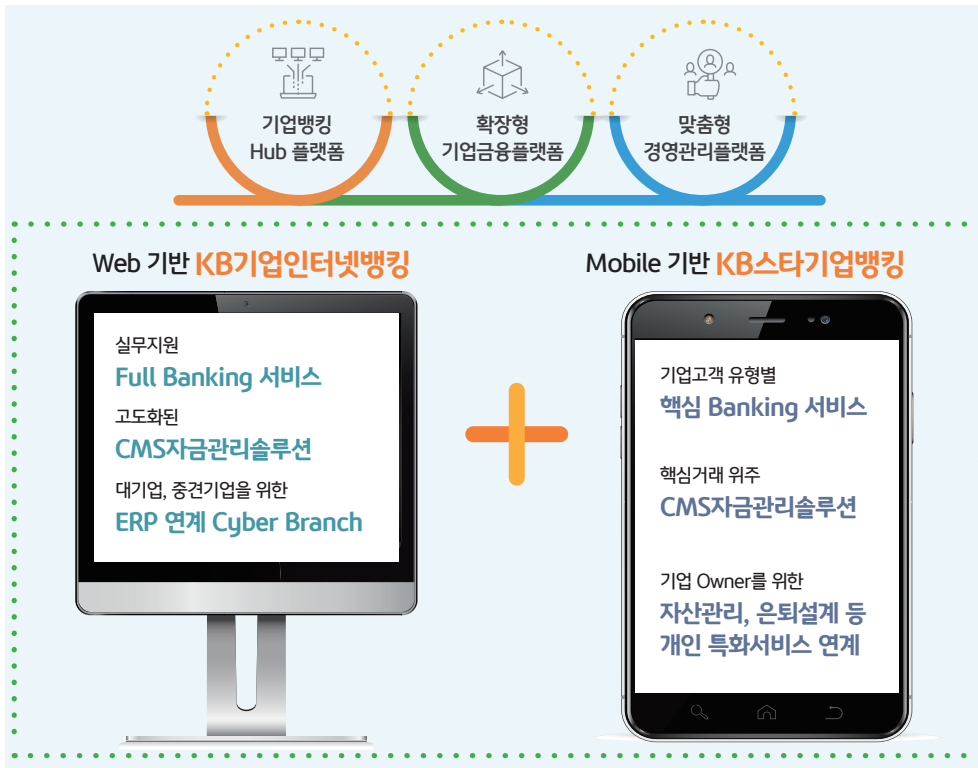 기업뱅킹
Hub 플랫폼
확장형
기업금융플랫폼
맞춤형
경영관리플랫폼
Web 기반 KB기업인터넷뱅킹
실무지원
Full Banking 서비스
고도화된
CMS자금관리솔루션
대기업, 중견기업을 위한
ERP 연계 Cyber Branch
Mobile 기반 KB스타기업뱅킹
기업고객 유형별
핵심 Banking 서비스
핵심거래 위주
CMS자금관리솔루션
기업 Owner를 위한
자산관리, 은퇴설계 등
개인 특화서비스 연계